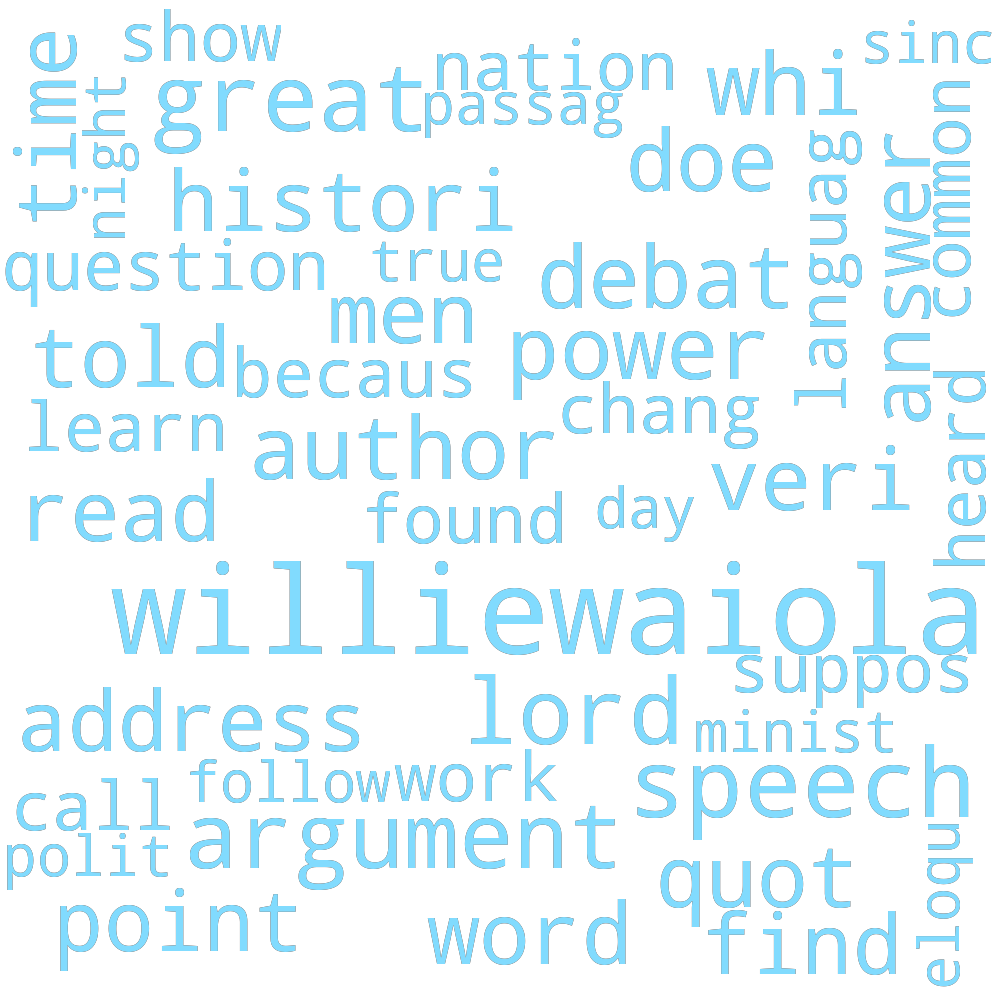 show
sinc
time
nation
great
whi
night
passag
common
languag
doe
answer
histori
question
true
debat
men
told
power
becaus
chang
heard
learn
author
veri
read
found
day
williewaiola
suppos
address
lord
minist
call
follow
work
speech
argument
polit
quot
eloqu
point
word
find